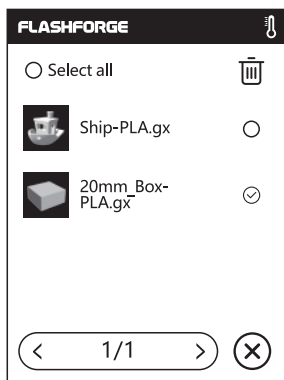 FLASHFORGE
Select all
Ship-PLA.gx
20mm_Box-
PLA.gx
1/1